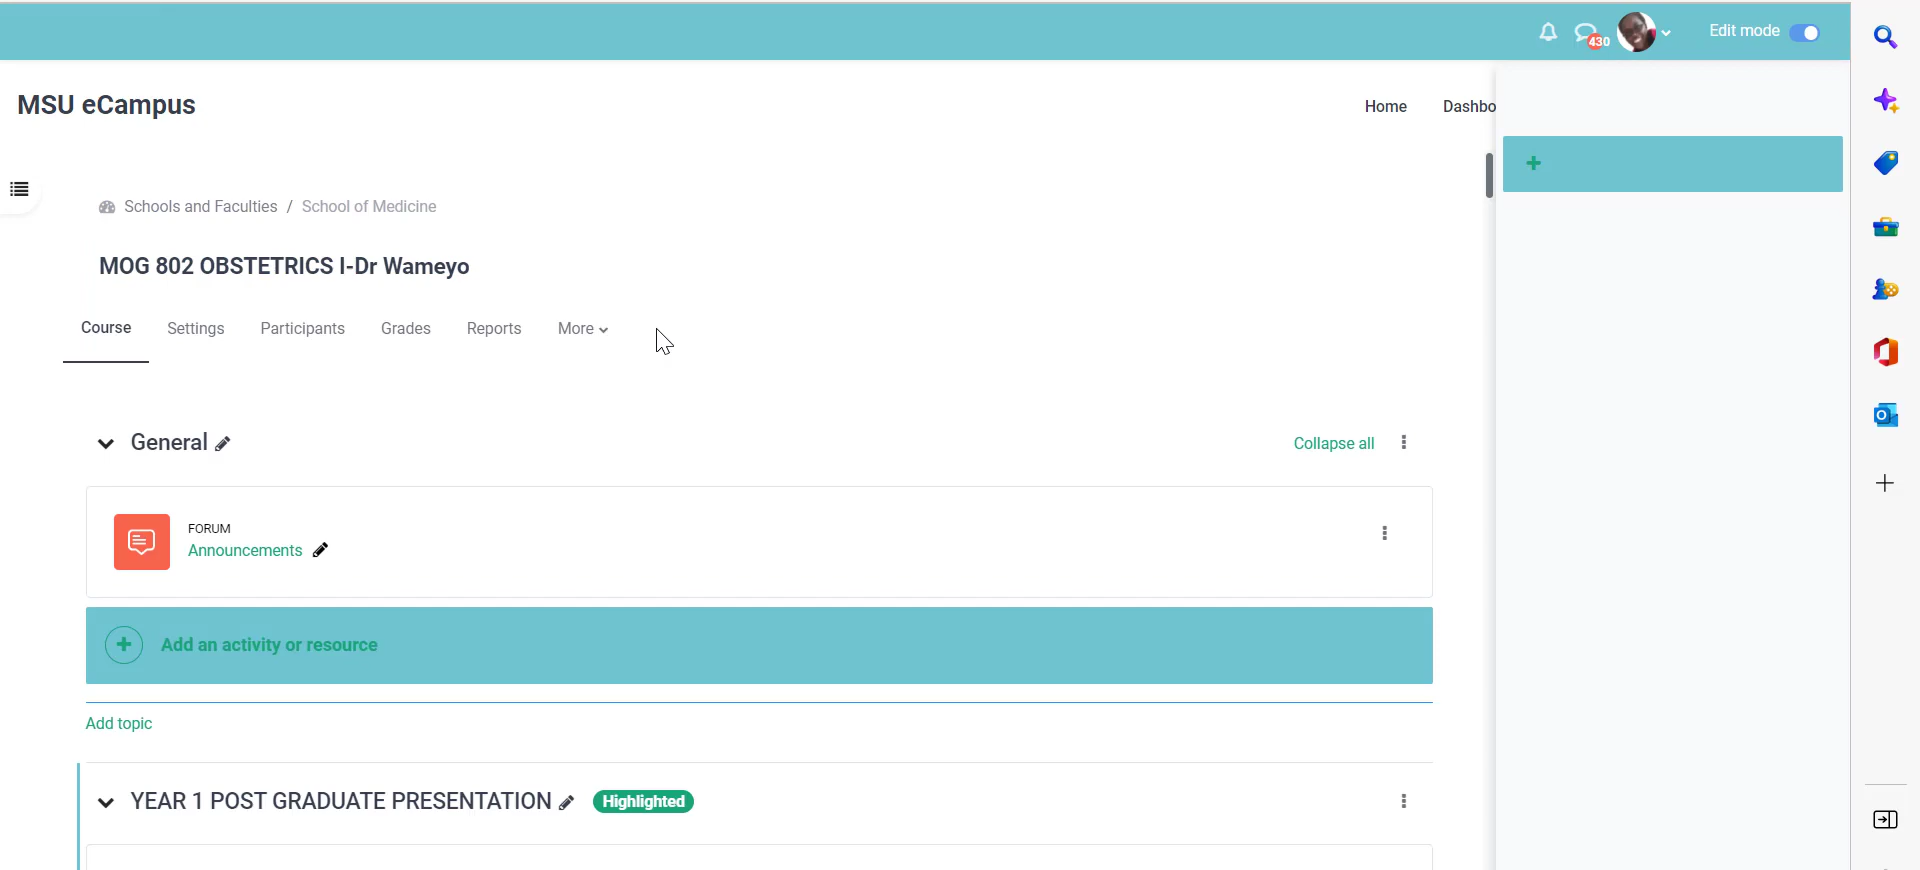 430
Edit mode
MSU eCampus
Home
Dashbo
Schools and Faculties / School of Medicine
MOG 802 OBSTETRICS I-Dr Wameyo
Course
Settings
Participants
Grades
Reports
More
General
Collapse all
FORUM
Announcements
Add an activity or resource
Add topic
YEAR 1 POST GRADUATE PRESENTATION
Highlighted